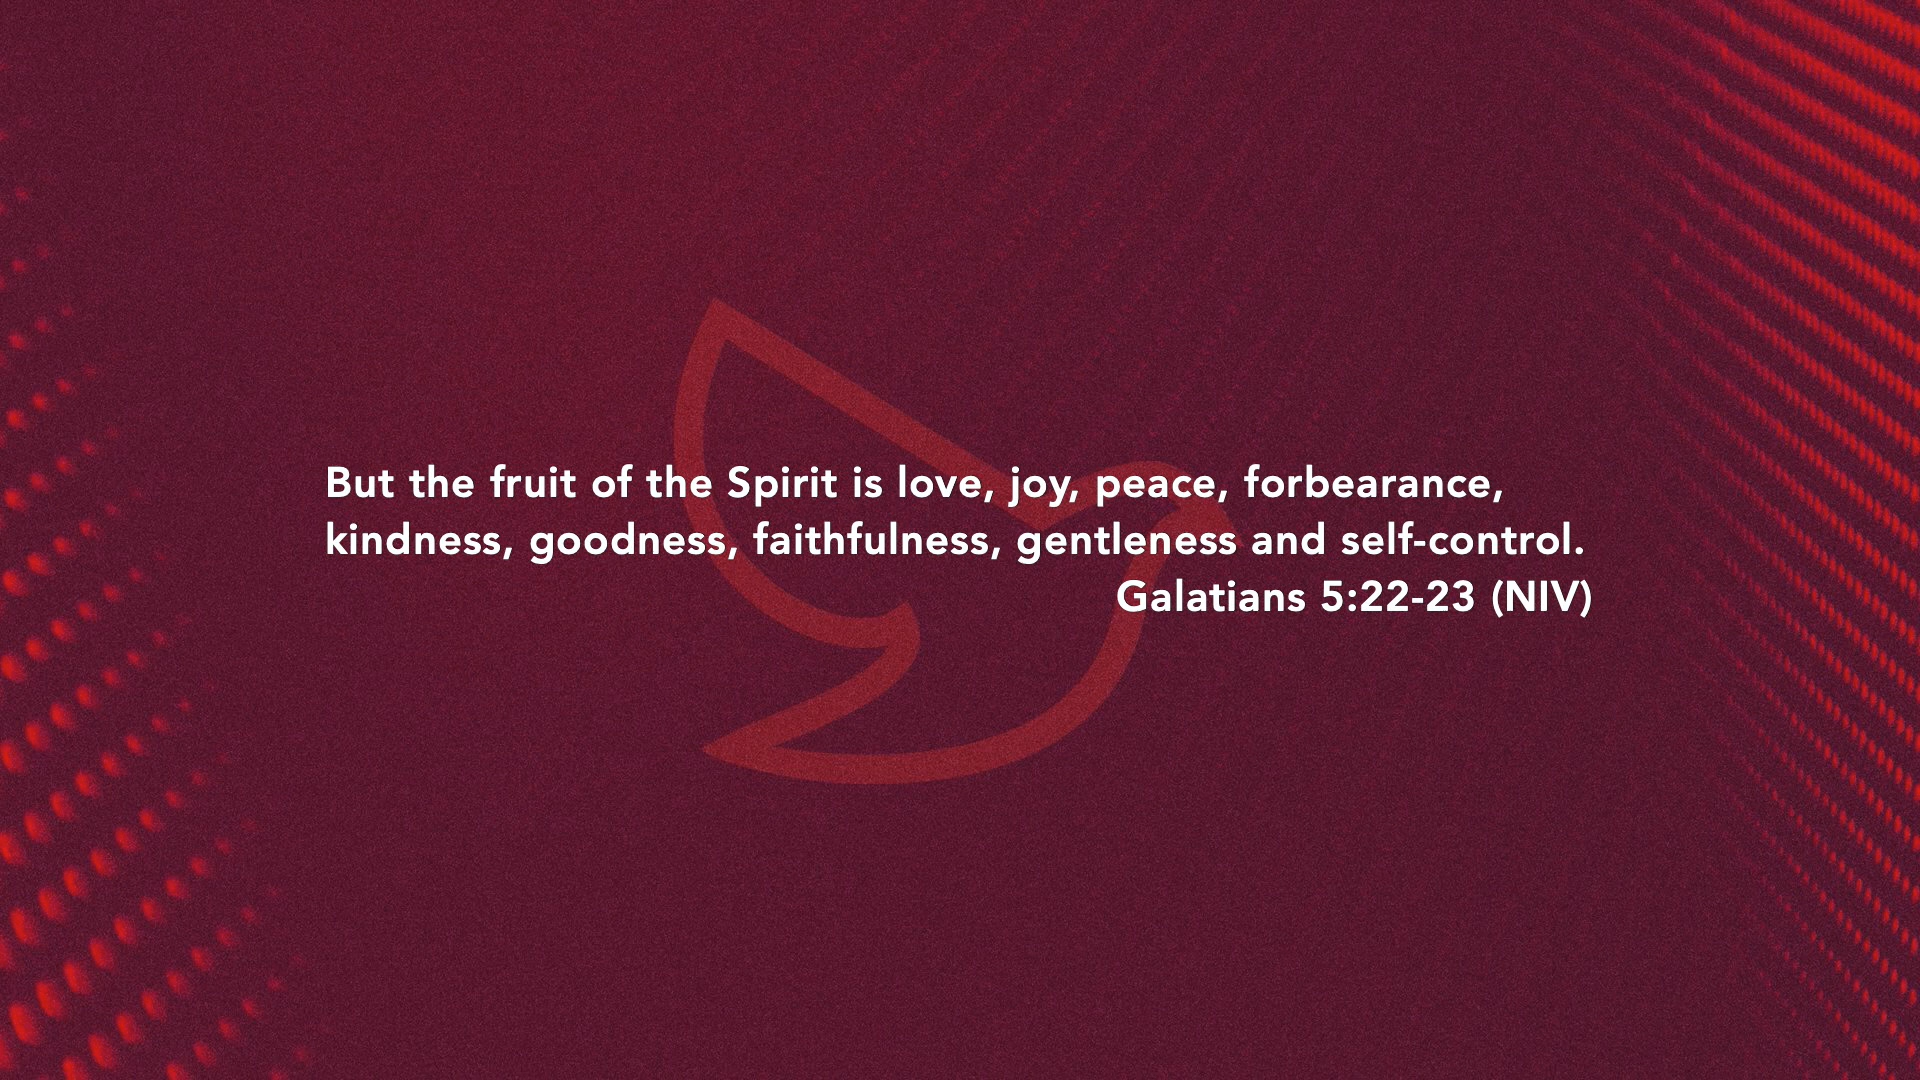 But the fruit of the Spirit is love, joy, peace, forbearance,
kindness, goodness, faithfulness, gentleness and self-control.
Galatians 5:22-23 (NIV)